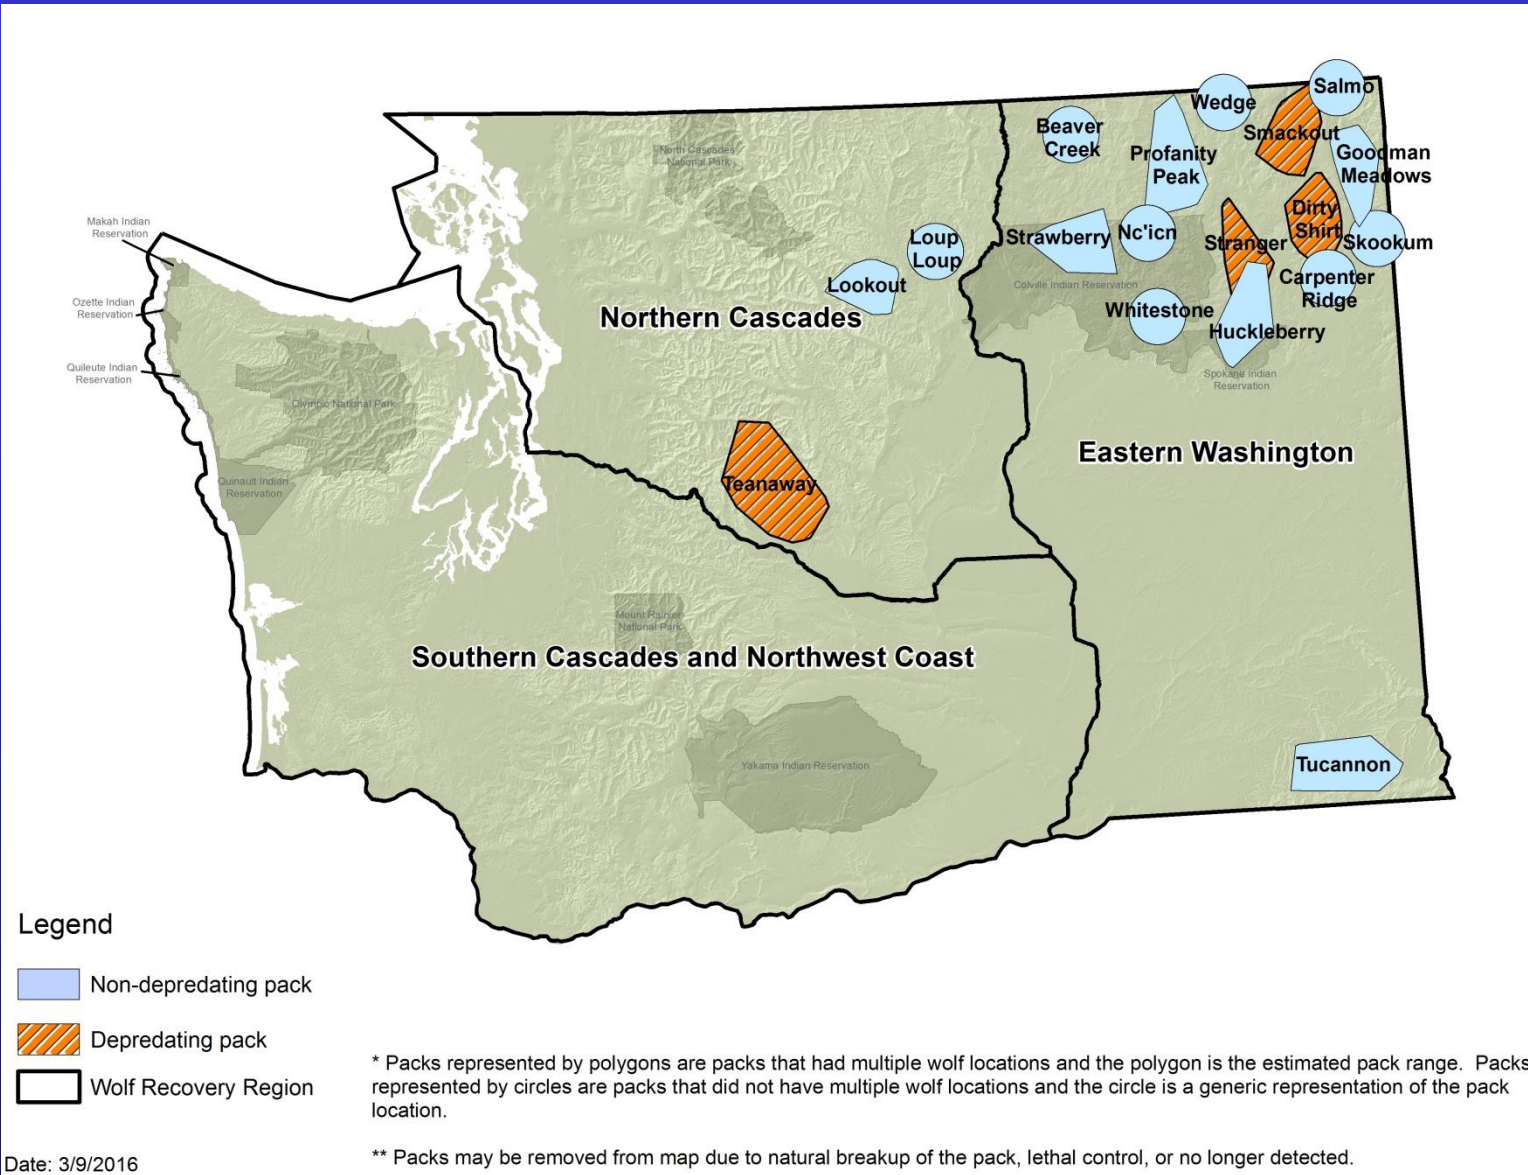 Salmo
Wedge
Beaver
Creek
Smackout
Profanity
Peak
Goodman
Meadows
North Cascades
National Park
Makah Indian
Reservation
Dirty
Shirt
Loup
Loup
Strawberry
Nc'icn
Stranger
Skookum
Lookout
Colville Indian Reservation
Carpenter
Ridge
Ozette Indian
Reservation
Whitestone
Huckleberry
Northern Cascades
Quileute Indian
Reservation
Spokane Indian
Reservation
Olympic National Park
Eastern Washington
Quinault Indian
Reservation
Teanaway
Mount Rainier
National Park
Southern Cascades and Northwest Coast
Yakama Indian Reservation
Tucannon
Legend
Non-depredating pack
Depredating pack
Wolf Recovery Region
* Packs represented by polygons are packs that had multiple wolf locations and the polygon is the estimated pack range. Packs
represented by circles are packs that did not have multiple wolf locations and the circle is a generic representation of the pack
location.
** Packs may be removed from map due to natural breakup of the pack, lethal control, or no longer detected.
Date: 3/9/2016